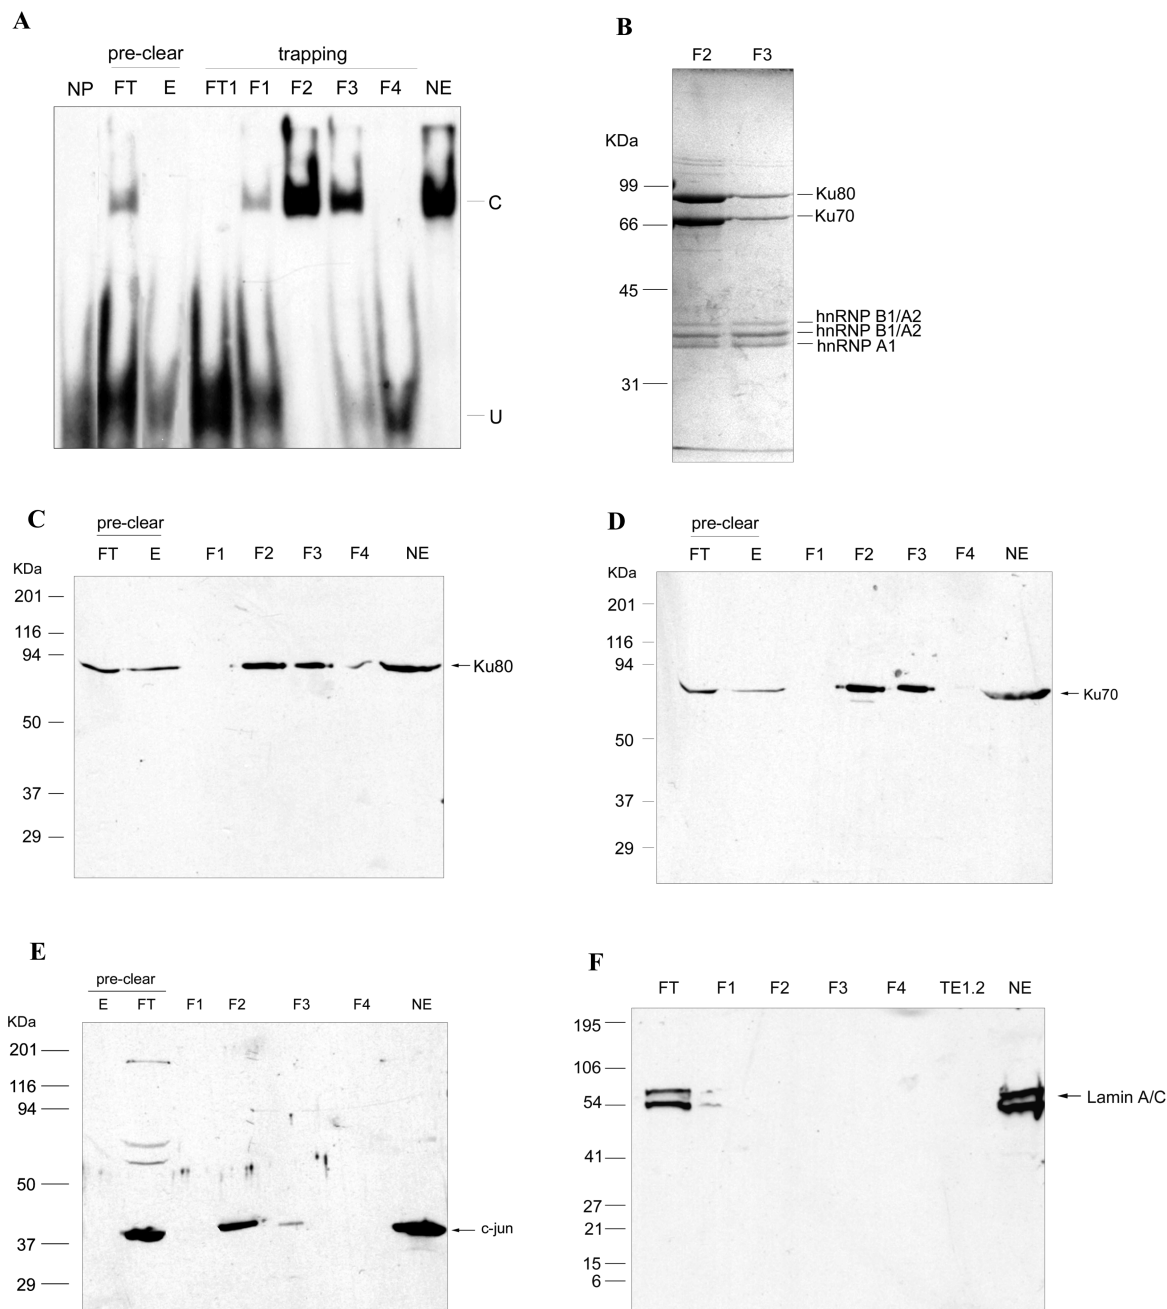 A
pre-clear trapping
NP FT E FT1 F1 F2 F3 F4 NE
C
U
B
F2 F3
KDa
99
66
45
31
Ku80
Ku70
hnRNP B1/A2
hnRNP B1/A2
hnRNP A1
C
pre-clear
FT E F1 F2 F3 F4 NE
KDa
201
116
94
50
37
29
Ku80
D
pre-clear
FT E F1 F2 F3 F4 NE
KDa
201
116
94
50
37
29
Ku70
E
pre-clear
E FT F1 F2 F3 F4 NE
KDa
201
116
94
50
37
29
c-jun
F
FT F1 F2 F3 F4 TE1.2 NE
195
106
54
41
27
21
15
6
Lamin A/C